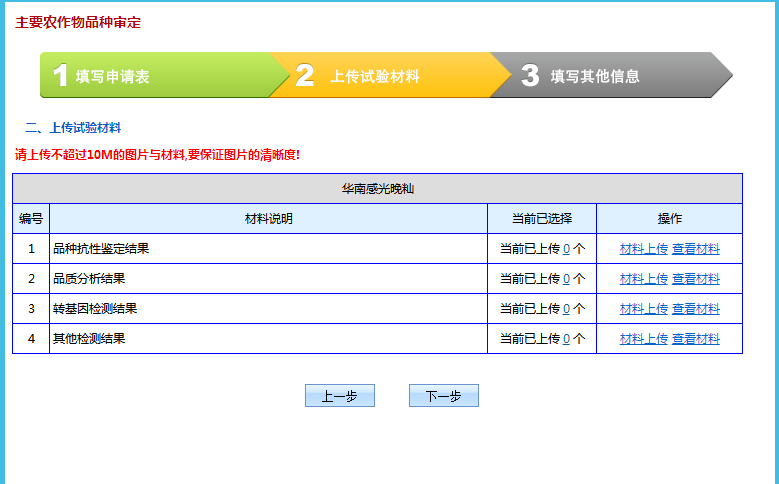 主要农作物品种审定
1 填写申请表 2 上传试验材料 3 填写其他信息
二、上传试验材料
请上传不超过10M的图片与材料,要保证图片的清晰度!
华南感光晚籼
编号 材料说明 当前已选择 操作
1 品种抗性鉴定结果 当前已上传 0 个 材料上传 查看材料
2 品质分析结果 当前已上传 0 个 材料上传 查看材料
3 转基因检测结果 当前已上传 0 个 材料上传 查看材料
4 其他检测结果 当前已上传 0 个 材料上传 查看材料
上一步 下一步